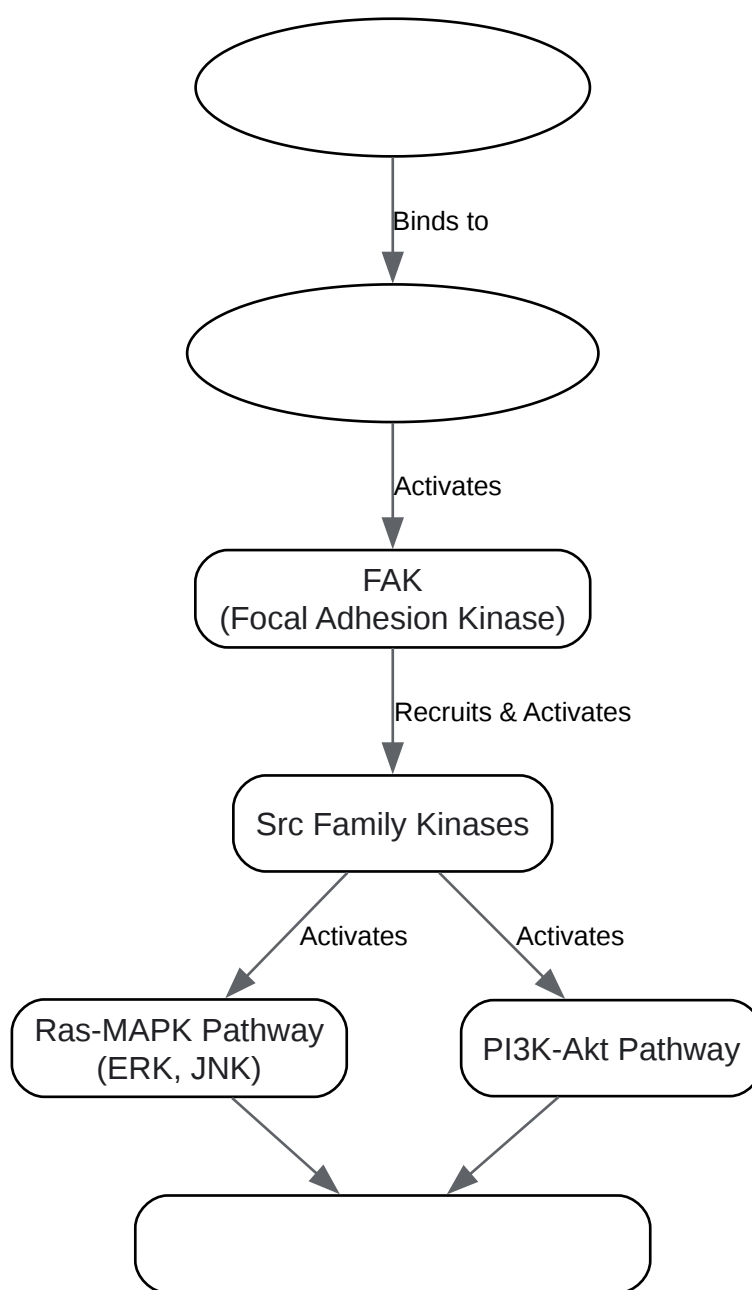 Binds to
Activates
FAK
(Focal Adhesion Kinase)
Recruits & Activates
Src Family Kinases
Activates
Activates
Ras-MAPK Pathway
(ERK, JNK)
PI3K-Akt Pathway